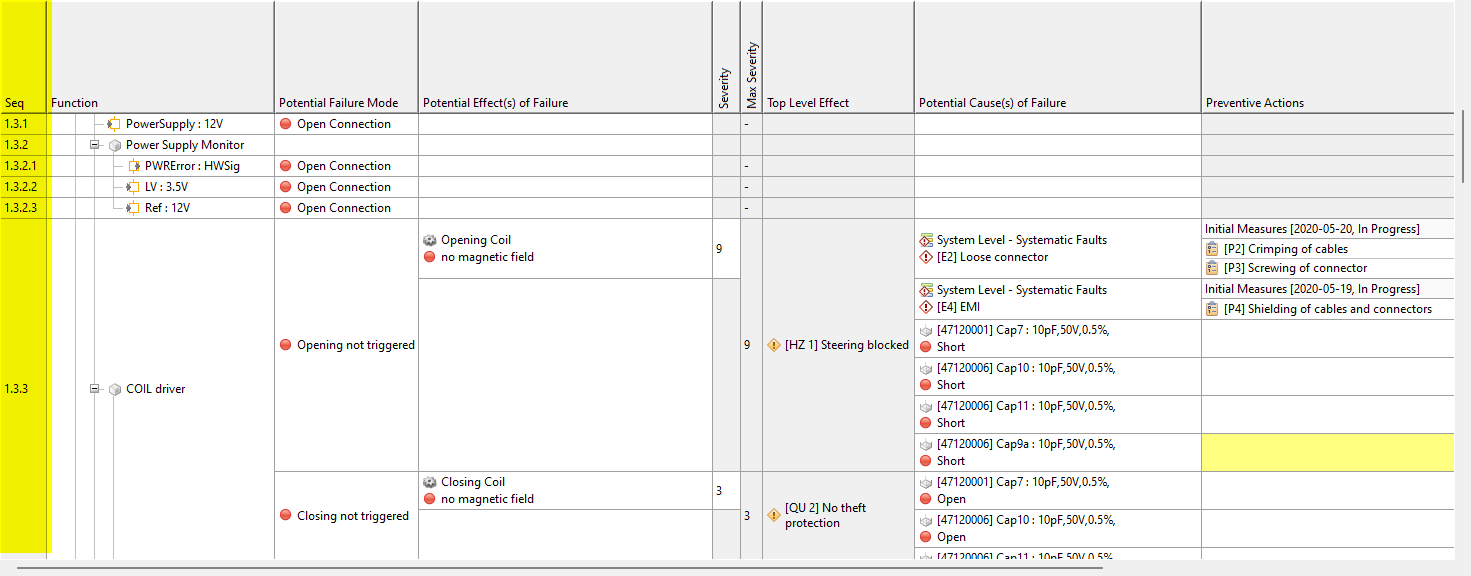 Seq Function Potential Failure Mode Potential Effect(s) of Failure Severity Max Severity Top Level Effect Potential Cause(s) of Failure Preventive Actions
1.3.1 PowerSupply : 12V Open Connection -
1.3.2 Power Supply Monitor
1.3.2.1 PWRError : HWSig Open Connection -
1.3.2.2 LV : 3.5V Open Connection -
1.3.2.3 Ref : 12V Open Connection -
1.3.3 COIL driver
Opening not triggered
Opening Coil
no magnetic field
9
9
[HZ 1] Steering blocked
System Level - Systematic Faults
[E2] Loose connector
Initial Measures [2020-05-20, In Progress]
[P2] Crimping of cables
[P3] Screwing of connector
System Level - Systematic Faults
[E4] EMI
Initial Measures [2020-05-19, In Progress]
[P4] Shielding of cables and connectors
[47120001] Cap7 : 10pF,50V,0.5%,
Short
[47120006] Cap10 : 10pF,50V,0.5%,
Short
[47120006] Cap11 : 10pF,50V,0.5%,
Short
[47120006] Cap9a : 10pF,50V,0.5%,
Short
Closing not triggered
Closing Coil
no magnetic field
3
3
[QU 2] No theft
protection
[47120001] Cap7 : 10pF,50V,0.5%,
Open
[47120006] Cap10 : 10pF,50V,0.5%,
Open
[47120006] Cap11 : 10pF,50V,0.5%,